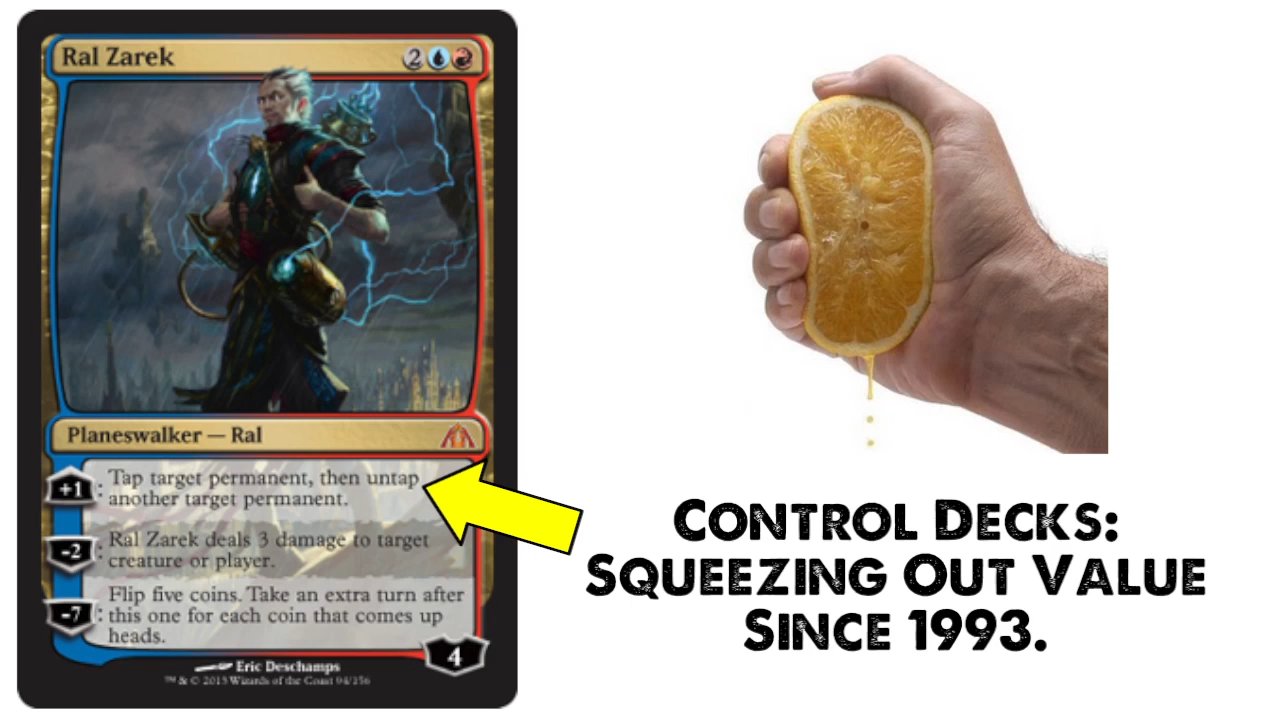 Ral Zarek
2
Planeswalker — Ral
+1: Tap target permanent, then untap
another target permanent.
-2: Ral Zarek deals 3 damage to target
creature or player.
-7: Flip five coins. Take an extra turn after
this one for each coin that comes up
heads.
4
Eric Deschamps
™ & © 2013 Wizards of the Coast 94/156
Control Decks:
Squeezing Out Value
Since 1993.